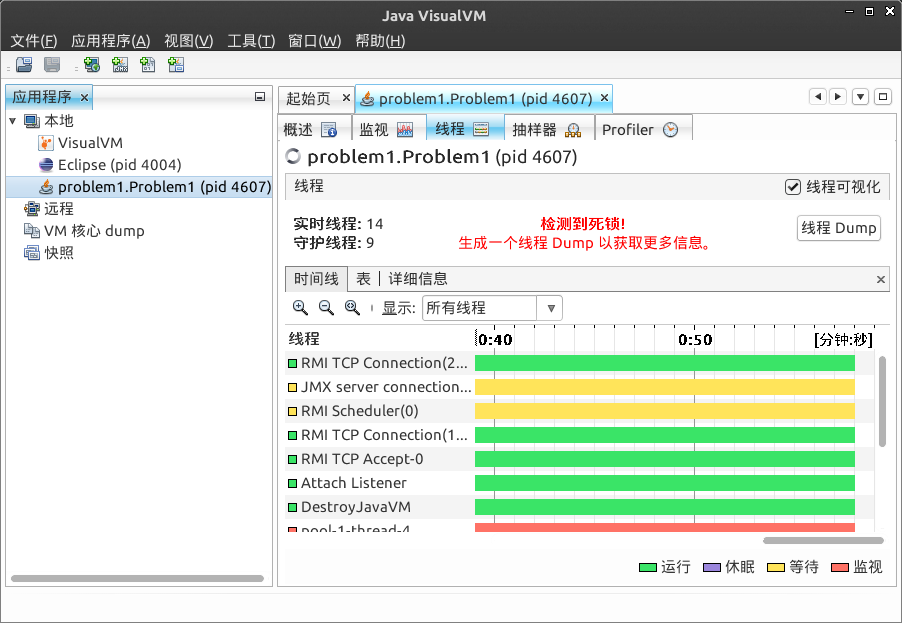 Java VisualVM
文件(F) 应用程序(A) 视图(V) 工具(T) 窗口(W) 帮助(H)
应用程序 ×
本地
VisualVM
Eclipse (pid 4004)
problem1.Problem1 (pid 4607)
远程
VM 核心 dump
快照
起始页 × problem1.Problem1 (pid 4607) ×
概述 监视 线程 抽样器 Profiler
problem1.Problem1 (pid 4607)
线程 线程可视化
实时线程: 14
守护线程: 9
检测到死锁!
生成一个线程 Dump 以获取更多信息。
线程 Dump
时间线 表 详细信息 ×
显示: 所有线程
线程 0:40 0:50 [分钟:秒]
RMI TCP Connection(2...
JMX server connection...
RMI Scheduler(0)
RMI TCP Connection(1...
RMI TCP Accept-0
Attach Listener
DestroyJavaVM
pool-1-thread-4
运行 休眠 等待 监视